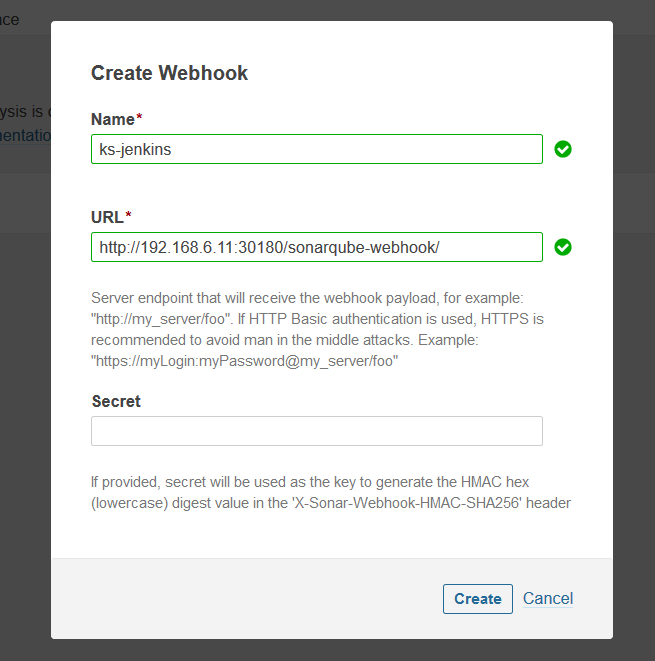 nce
Create Webhook
Name*
ks-jenkins
ysis is
mentatio
URL*
http://192.168.6.11:30180/sonarqube-webhook/
Server endpoint that will receive the webhook payload, for example:
"http://my_server/foo". If HTTP Basic authentication is used, HTTPS is
recommended to avoid man in the middle attacks. Example:
"https://myLogin:myPassword@my_server/foo"
Secret
If provided, secret will be used as the key to generate the HMAC hex
(lowercase) digest value in the 'X-Sonar-Webhook-HMAC-SHA256' header
Create Cancel